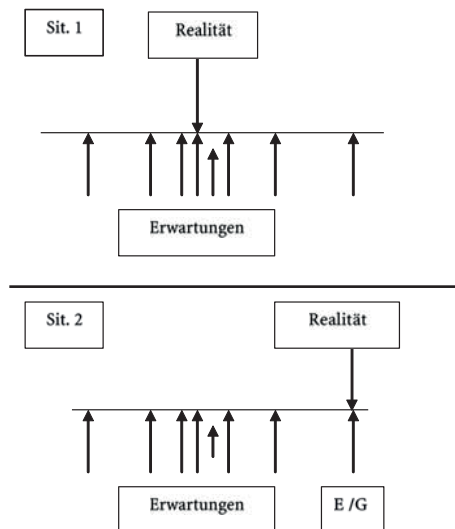 Sit. 1
Realität
Erwartungen
Sit. 2
Realität
Erwartungen
E /G